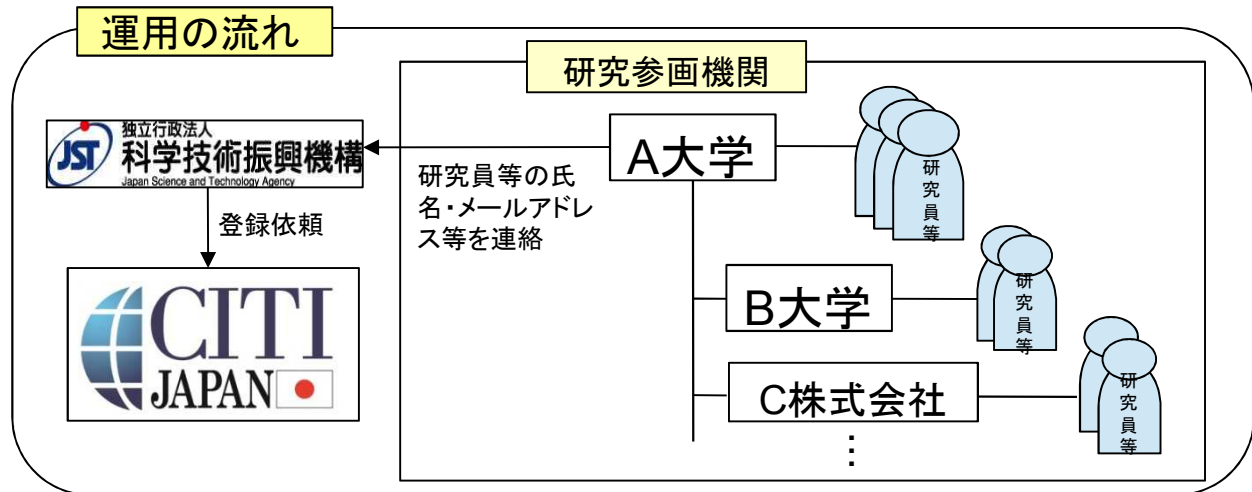 運用の流れ
研究参画機関
独立行政法人
科学技術振興機構
JST
Japan Science and Technology Agency
A大学
研究員等の氏
名・メールアドレ
ス等を連絡
研究員等
登録依頼
CITI
JAPAN
B大学
研究員等
C株式会社
研究員等
⋮